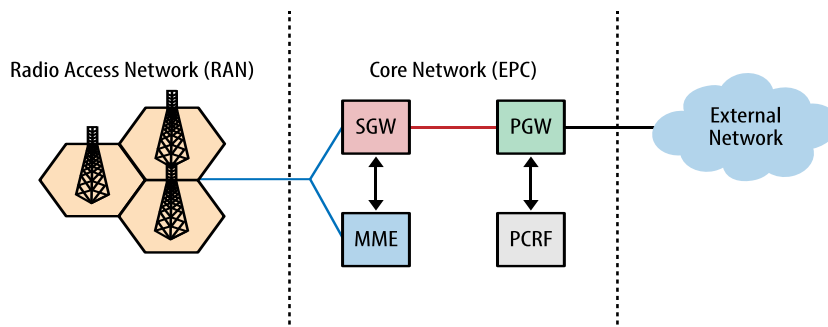 Radio Access Network (RAN)
Core Network (EPC)
SGW
PGW
External
Network
MME
PCRF